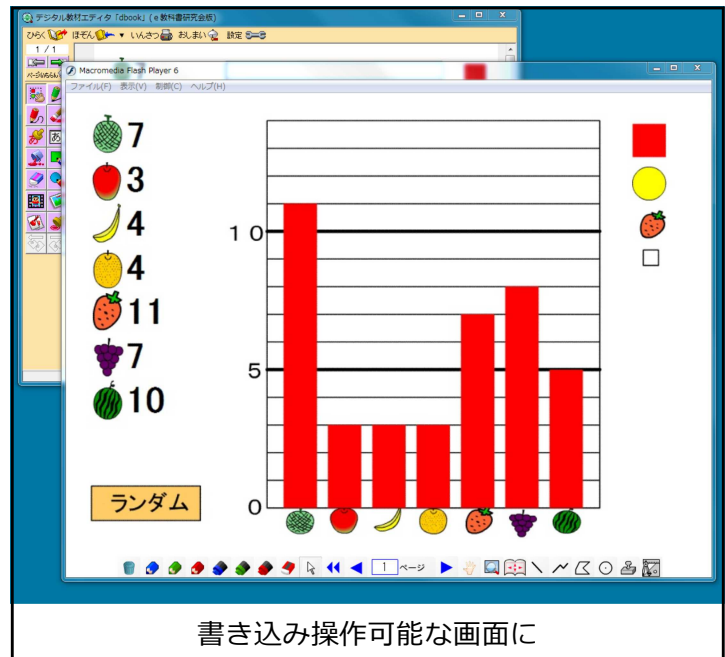 デジタル教材エディタ「dbook」(e教科書研究会版)
ひらく ほぞん ▼ いんさつ おしまい 設定
1 / 1
Macromedia Flash Player 6
ファイル(F) 表示(V) 制御(C) ヘルプ(H)
あ
7
3
4
4
11
7
10
10
5
0
ランダム
1 ページ
書き込み操作可能な画面に